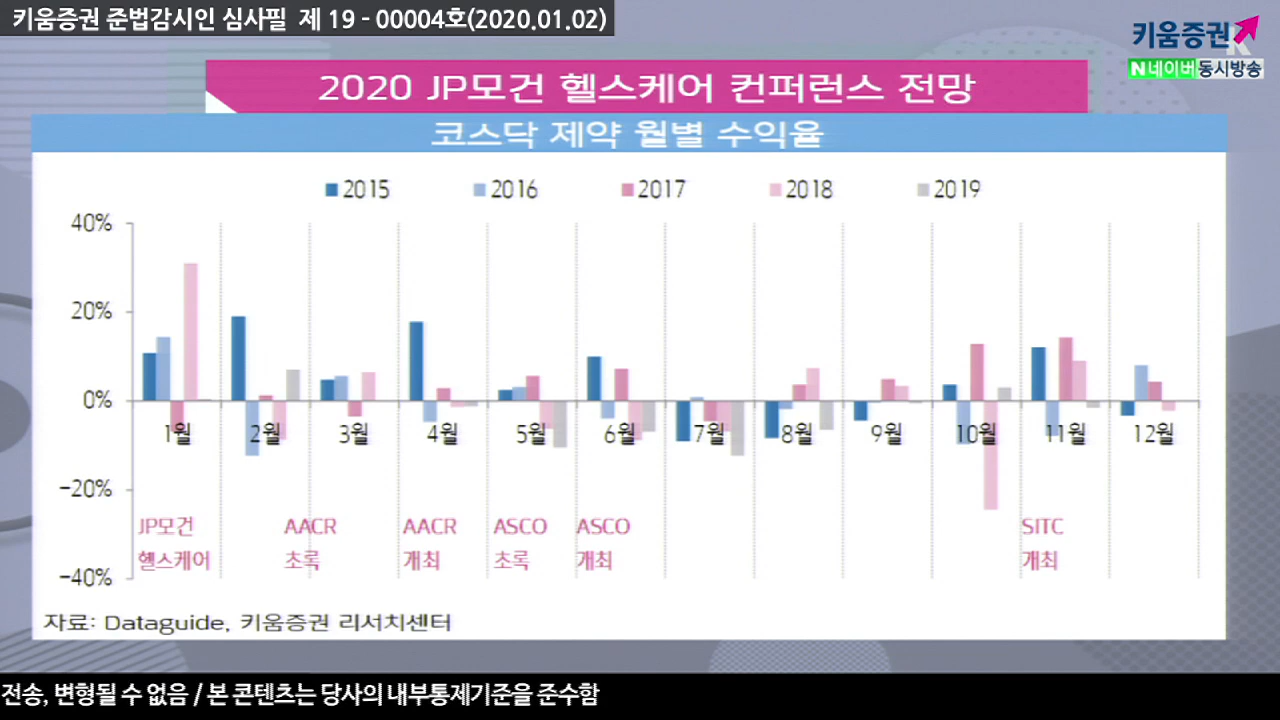 키움증권 준법감시인 심사필 제 19 - 00004호(2020.01.02)
키움증권
N 네이버 동시방송
2020 JP모건 헬스케어 컨퍼런스 전망
코스닥 제약 월별 수익율
2015 2016 2017 2018 2019
40%
20%
0%
-20%
-40%
1월 2월 3월 4월 5월 6월 7월 8월 9월 10월 11월 12월
JP모건 헬스케어
AACR 초록
AACR 개최
ASCO 초록
ASCO 개최
SITC 개최
자료: Dataguide, 키움증권 리서치센터
전송, 변형될 수 없음 / 본 콘텐츠는 당사의 내부통제기준을 준수함